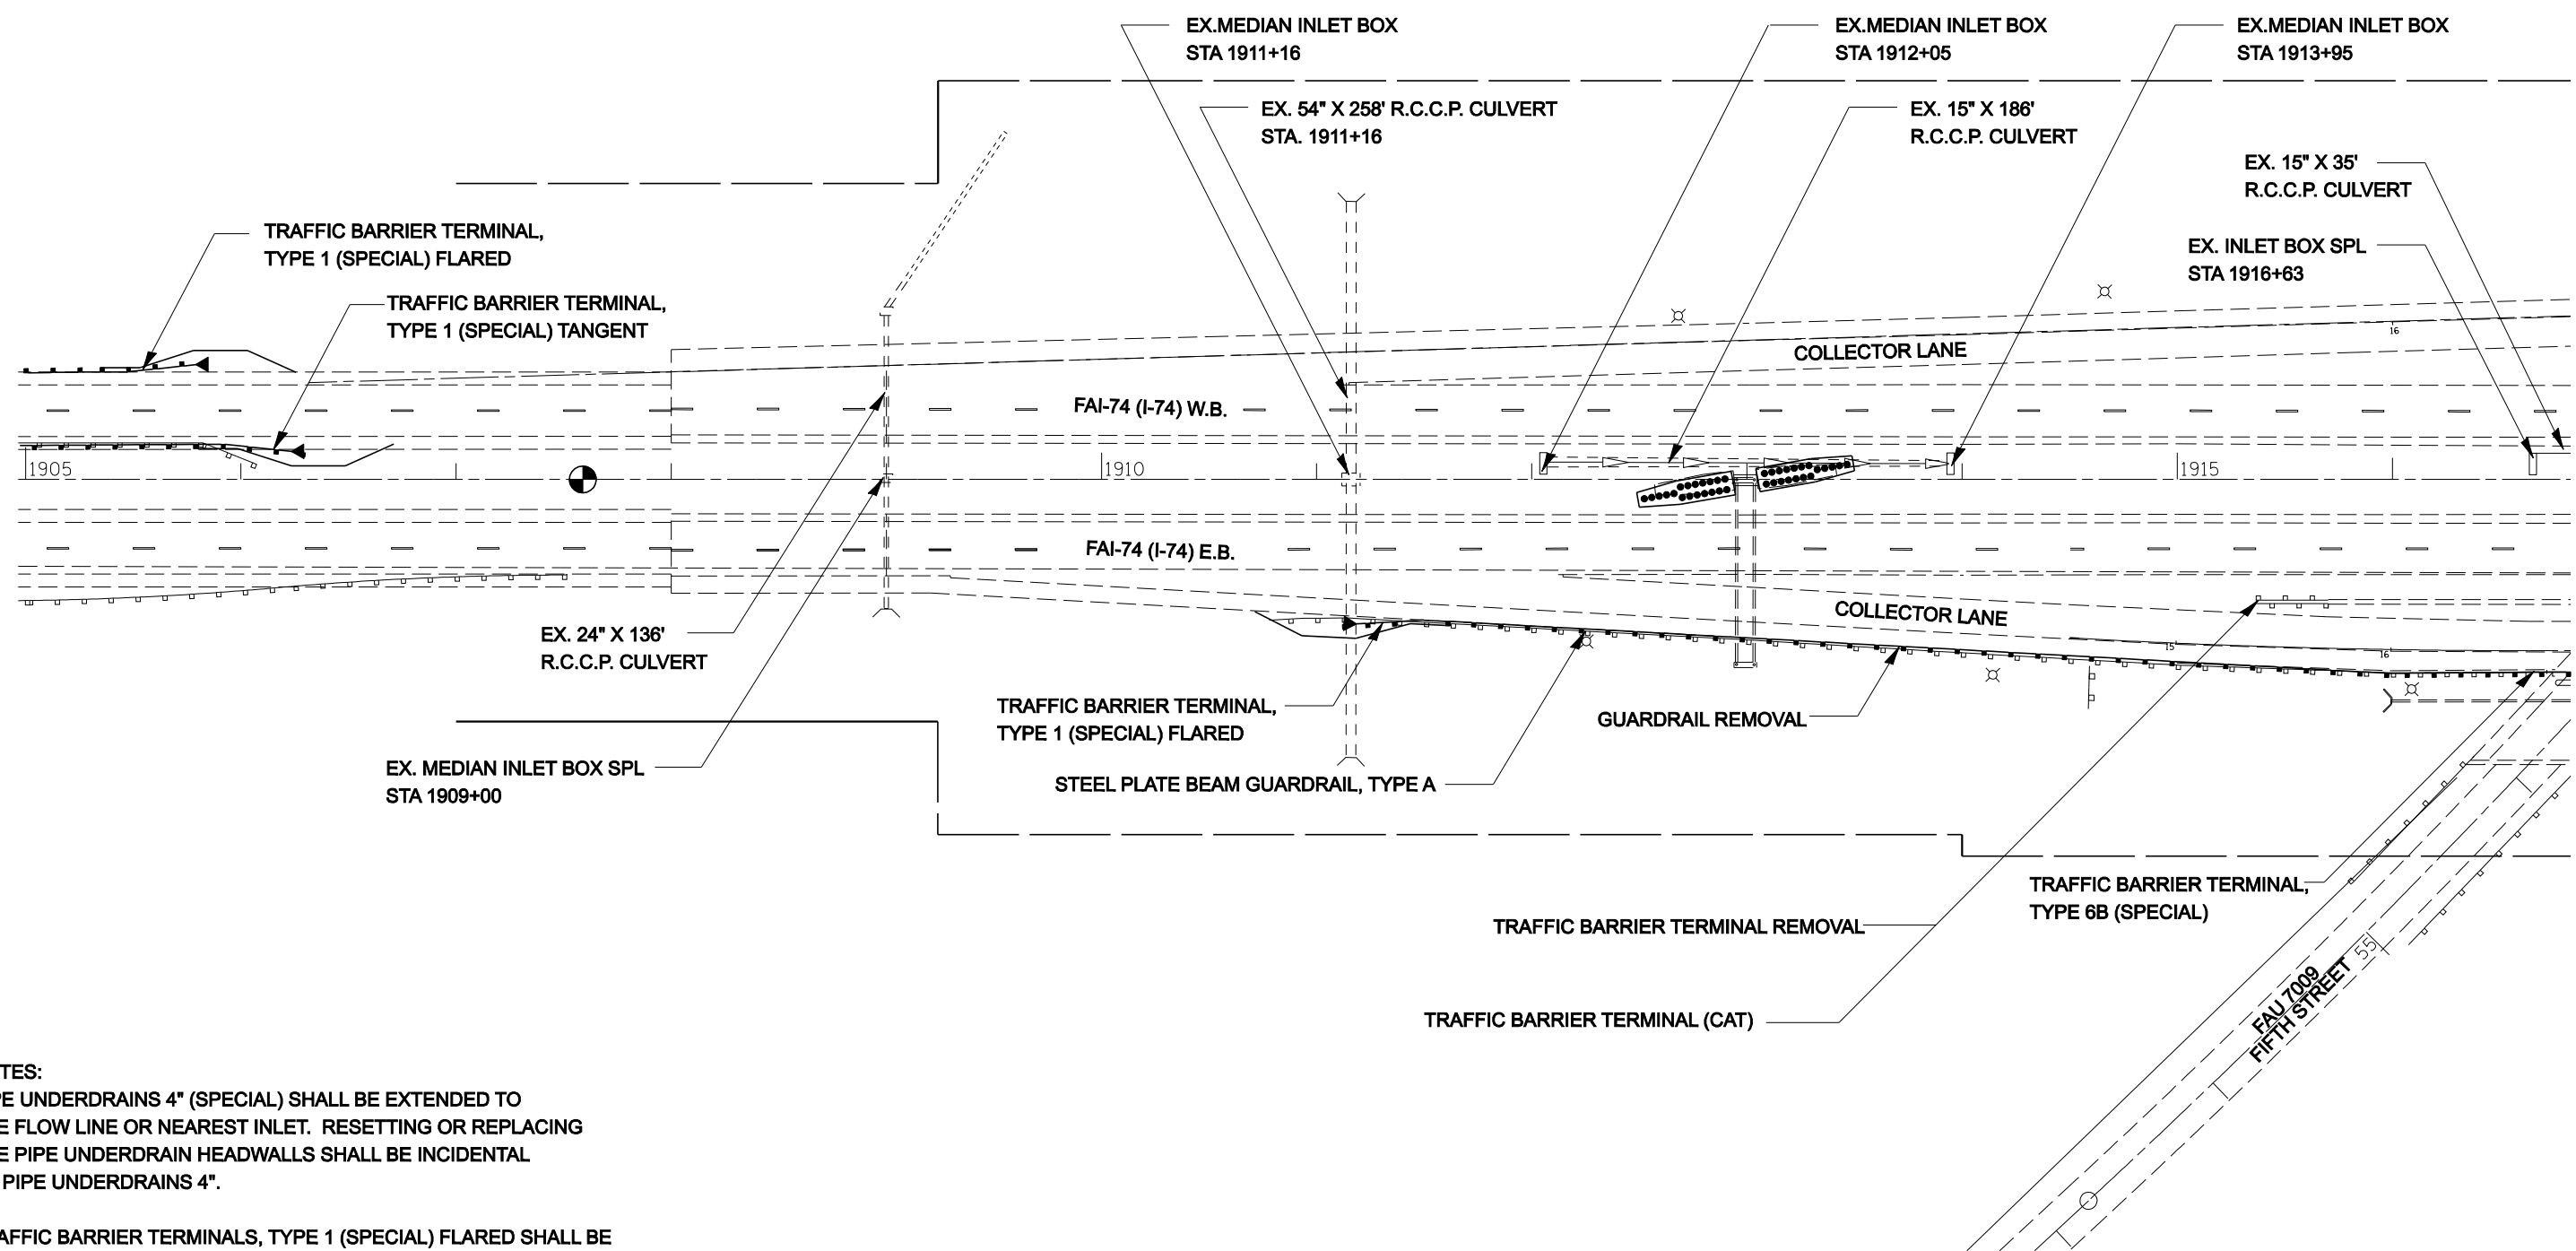 EX.MEDIAN INLET BOX
STA 1911+16
EX.MEDIAN INLET BOX
STA 1912+05
EX.MEDIAN INLET BOX
STA 1913+95
EX. 54" X 258' R.C.C.P. CULVERT
STA. 1911+16
EX. 15" X 186'
R.C.C.P. CULVERT
EX. 15" X 35'
R.C.C.P. CULVERT
EX. INLET BOX SPL
STA 1916+63
TRAFFIC BARRIER TERMINAL,
TYPE 1 (SPECIAL) FLARED
TRAFFIC BARRIER TERMINAL,
TYPE 1 (SPECIAL) TANGENT
16
COLLECTOR LANE
FAI-74 (I-74) W.B.
1905
1910
1915
FAI-74 (I-74) E.B.
COLLECTOR LANE
15
16
EX. 24" X 136'
R.C.C.P. CULVERT
TRAFFIC BARRIER TERMINAL,
TYPE 1 (SPECIAL) FLARED
GUARDRAIL REMOVAL
EX. MEDIAN INLET BOX SPL
STA 1909+00
STEEL PLATE BEAM GUARDRAIL, TYPE A
TRAFFIC BARRIER TERMINAL,
TYPE 6B (SPECIAL)
TRAFFIC BARRIER TERMINAL REMOVAL
55
FAU 7009
FIFTH STREET
TRAFFIC BARRIER TERMINAL (CAT)
TES:
PE UNDERDRAINS 4" (SPECIAL) SHALL BE EXTENDED TO
E FLOW LINE OR NEAREST INLET. RESETTING OR REPLACING
E PIPE UNDERDRAIN HEADWALLS SHALL BE INCIDENTAL
PIPE UNDERDRAINS 4".
AFFIC BARRIER TERMINALS, TYPE 1 (SPECIAL) FLARED SHALL BE